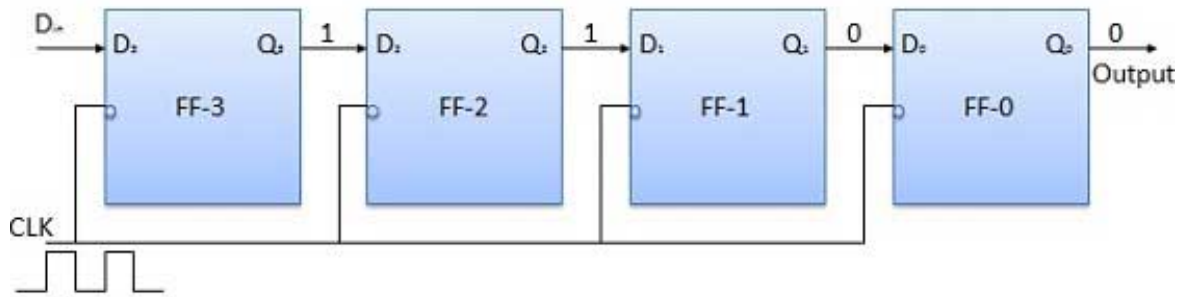 Dᵢₙ D₃ Q₃ 1 D₂ Q₂ 1 D₁ Q₁ 0 D₀ Q₀ 0
Output
FF-3 FF-2 FF-1 FF-0
CLK